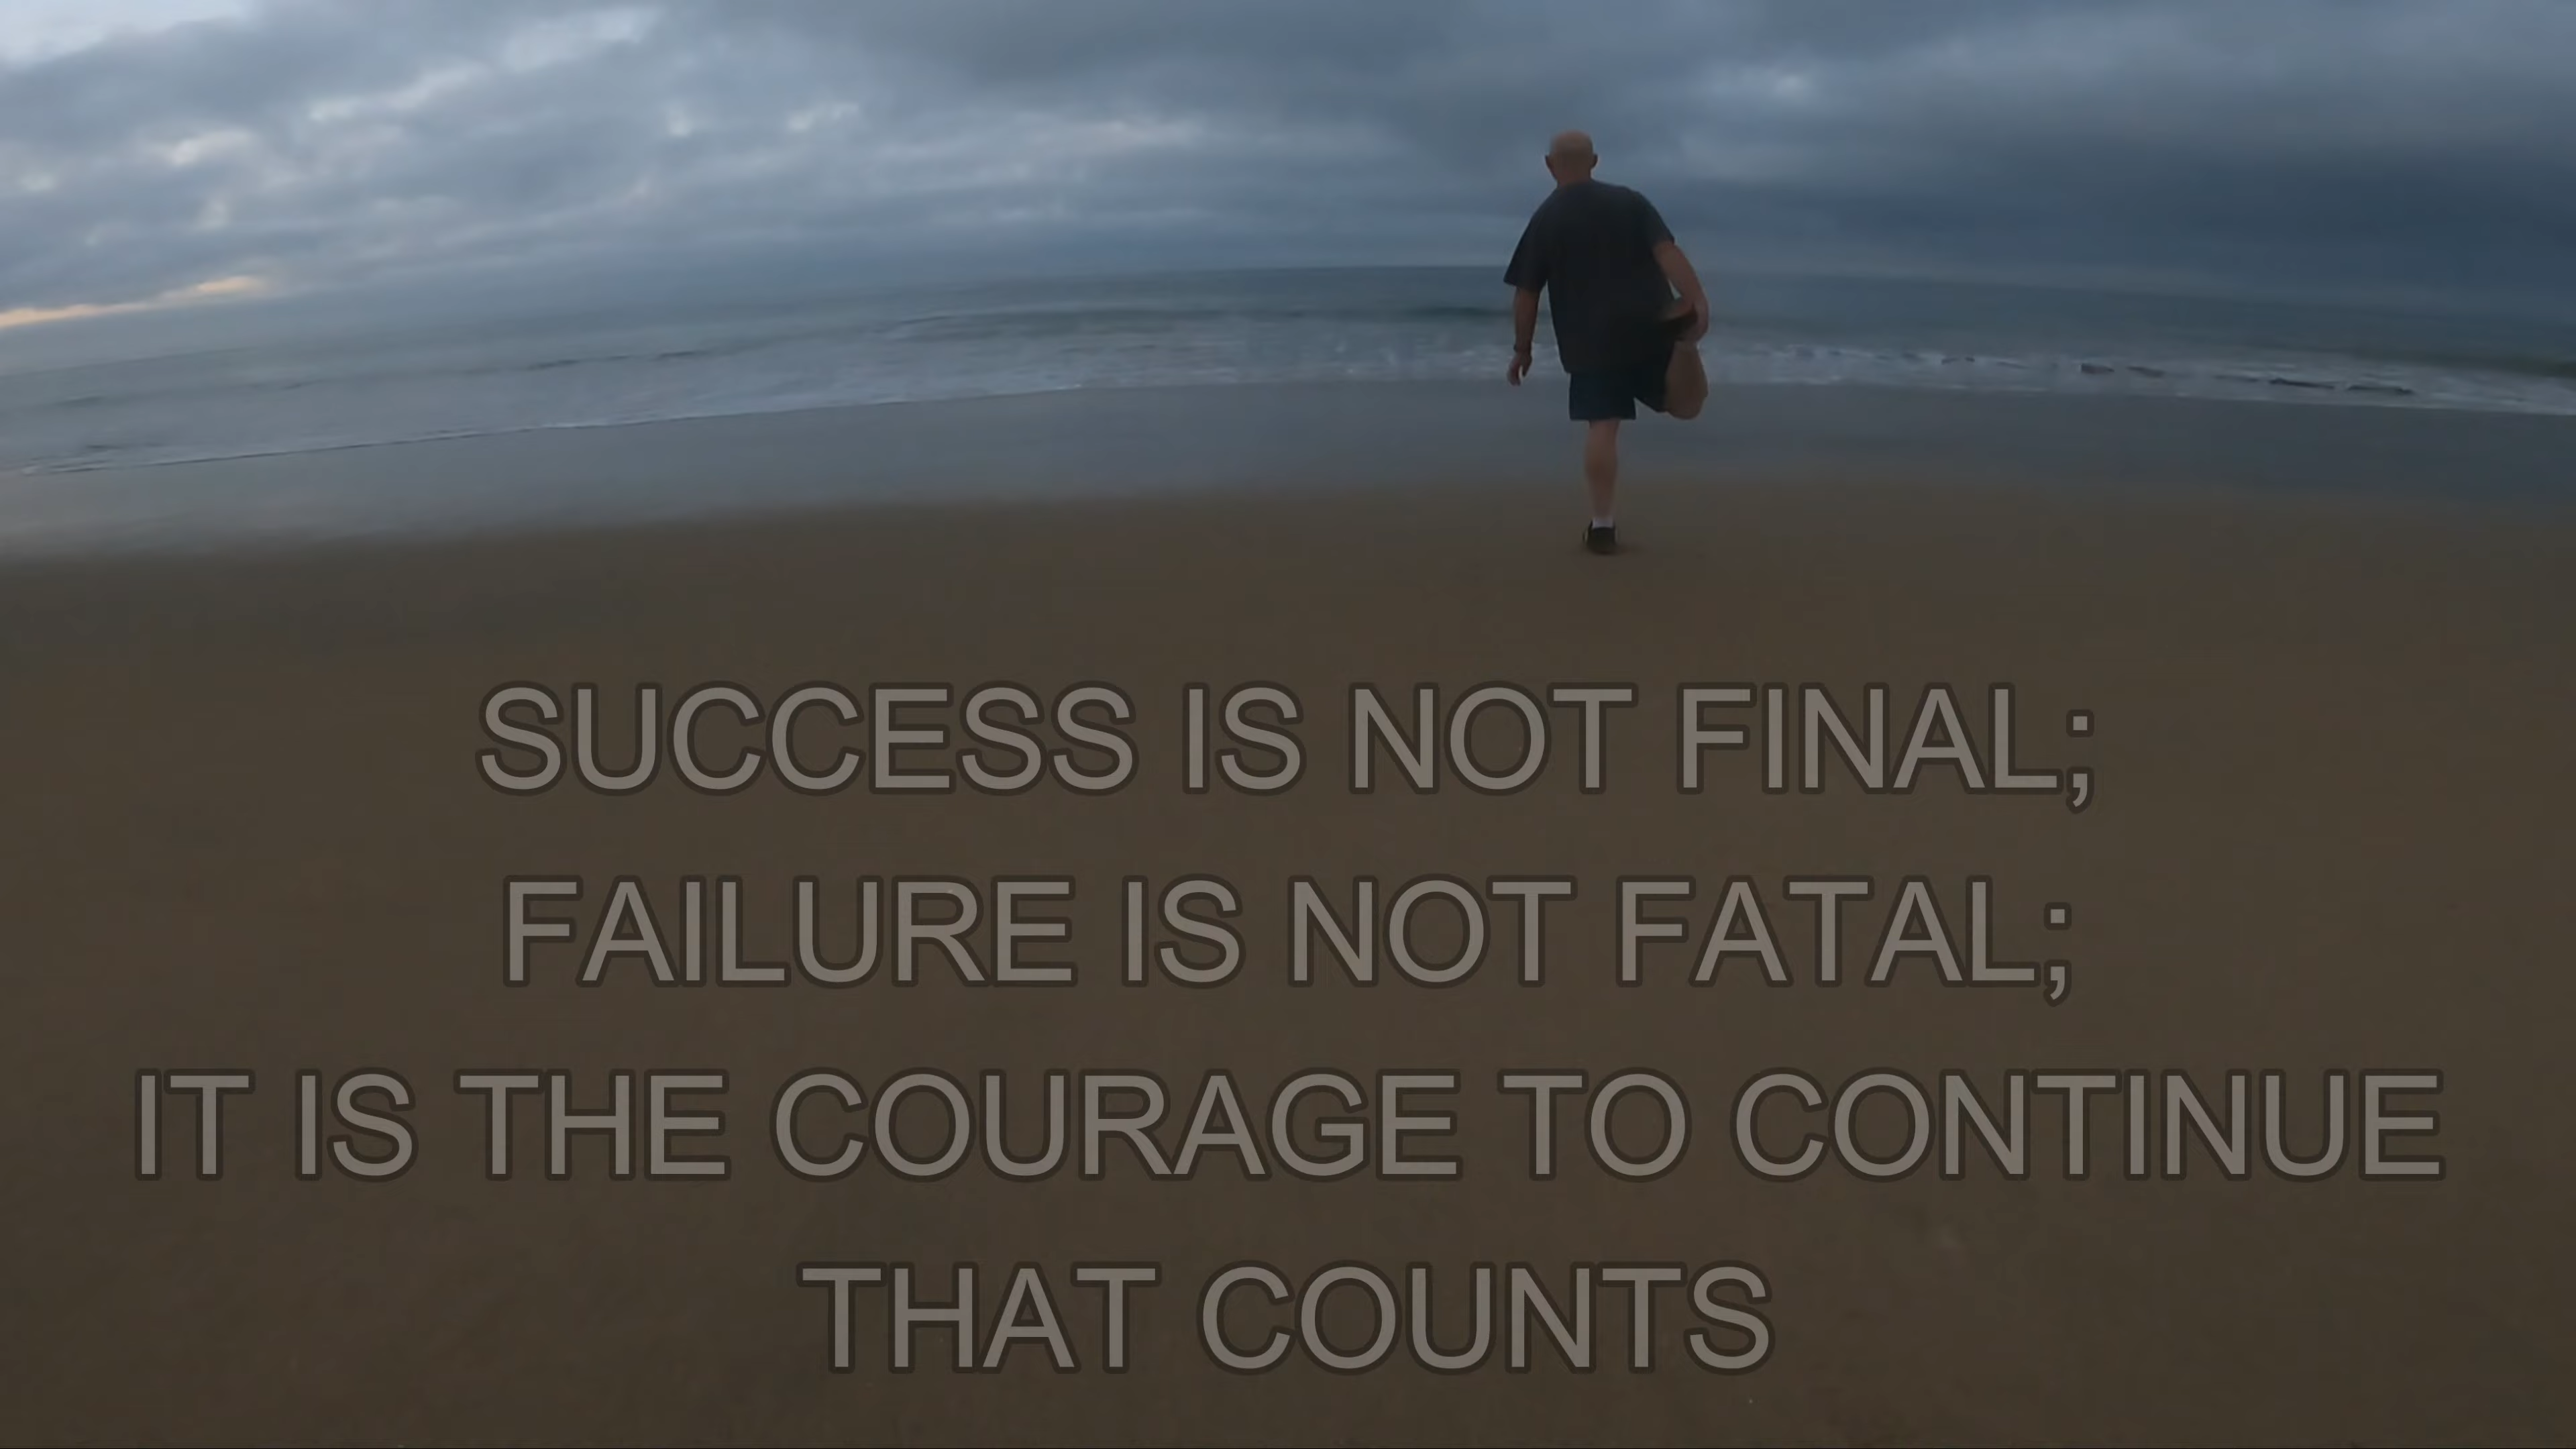 SUCCESS IS NOT FINAL;
FAILURE IS NOT FATAL;
IT IS THE COURAGE TO CONTINUE
THAT COUNTS